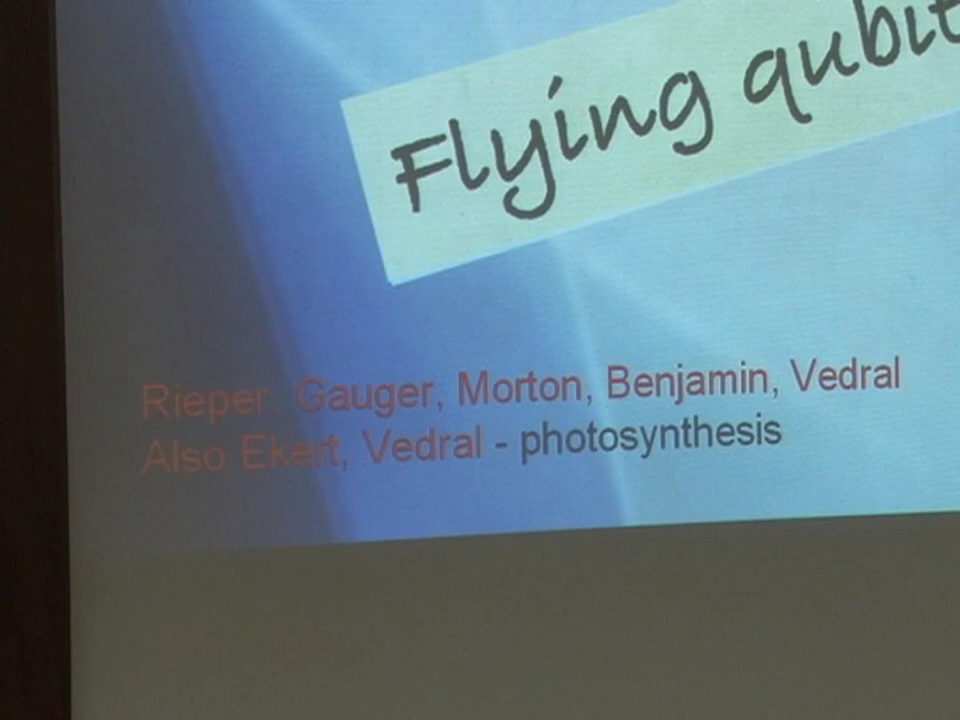 Flying qubit
Rieper, Gauger, Morton, Benjamin, Vedral
Also Ekert, Vedral - photosynthesis